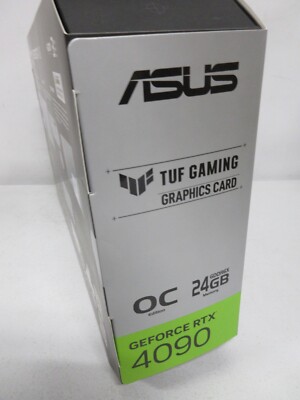 ASUS
TUF GAMING
GRAPHICS CARD
OC
Edition
24GB
GDDR6X
Memory
GEFORCE RTX
4090